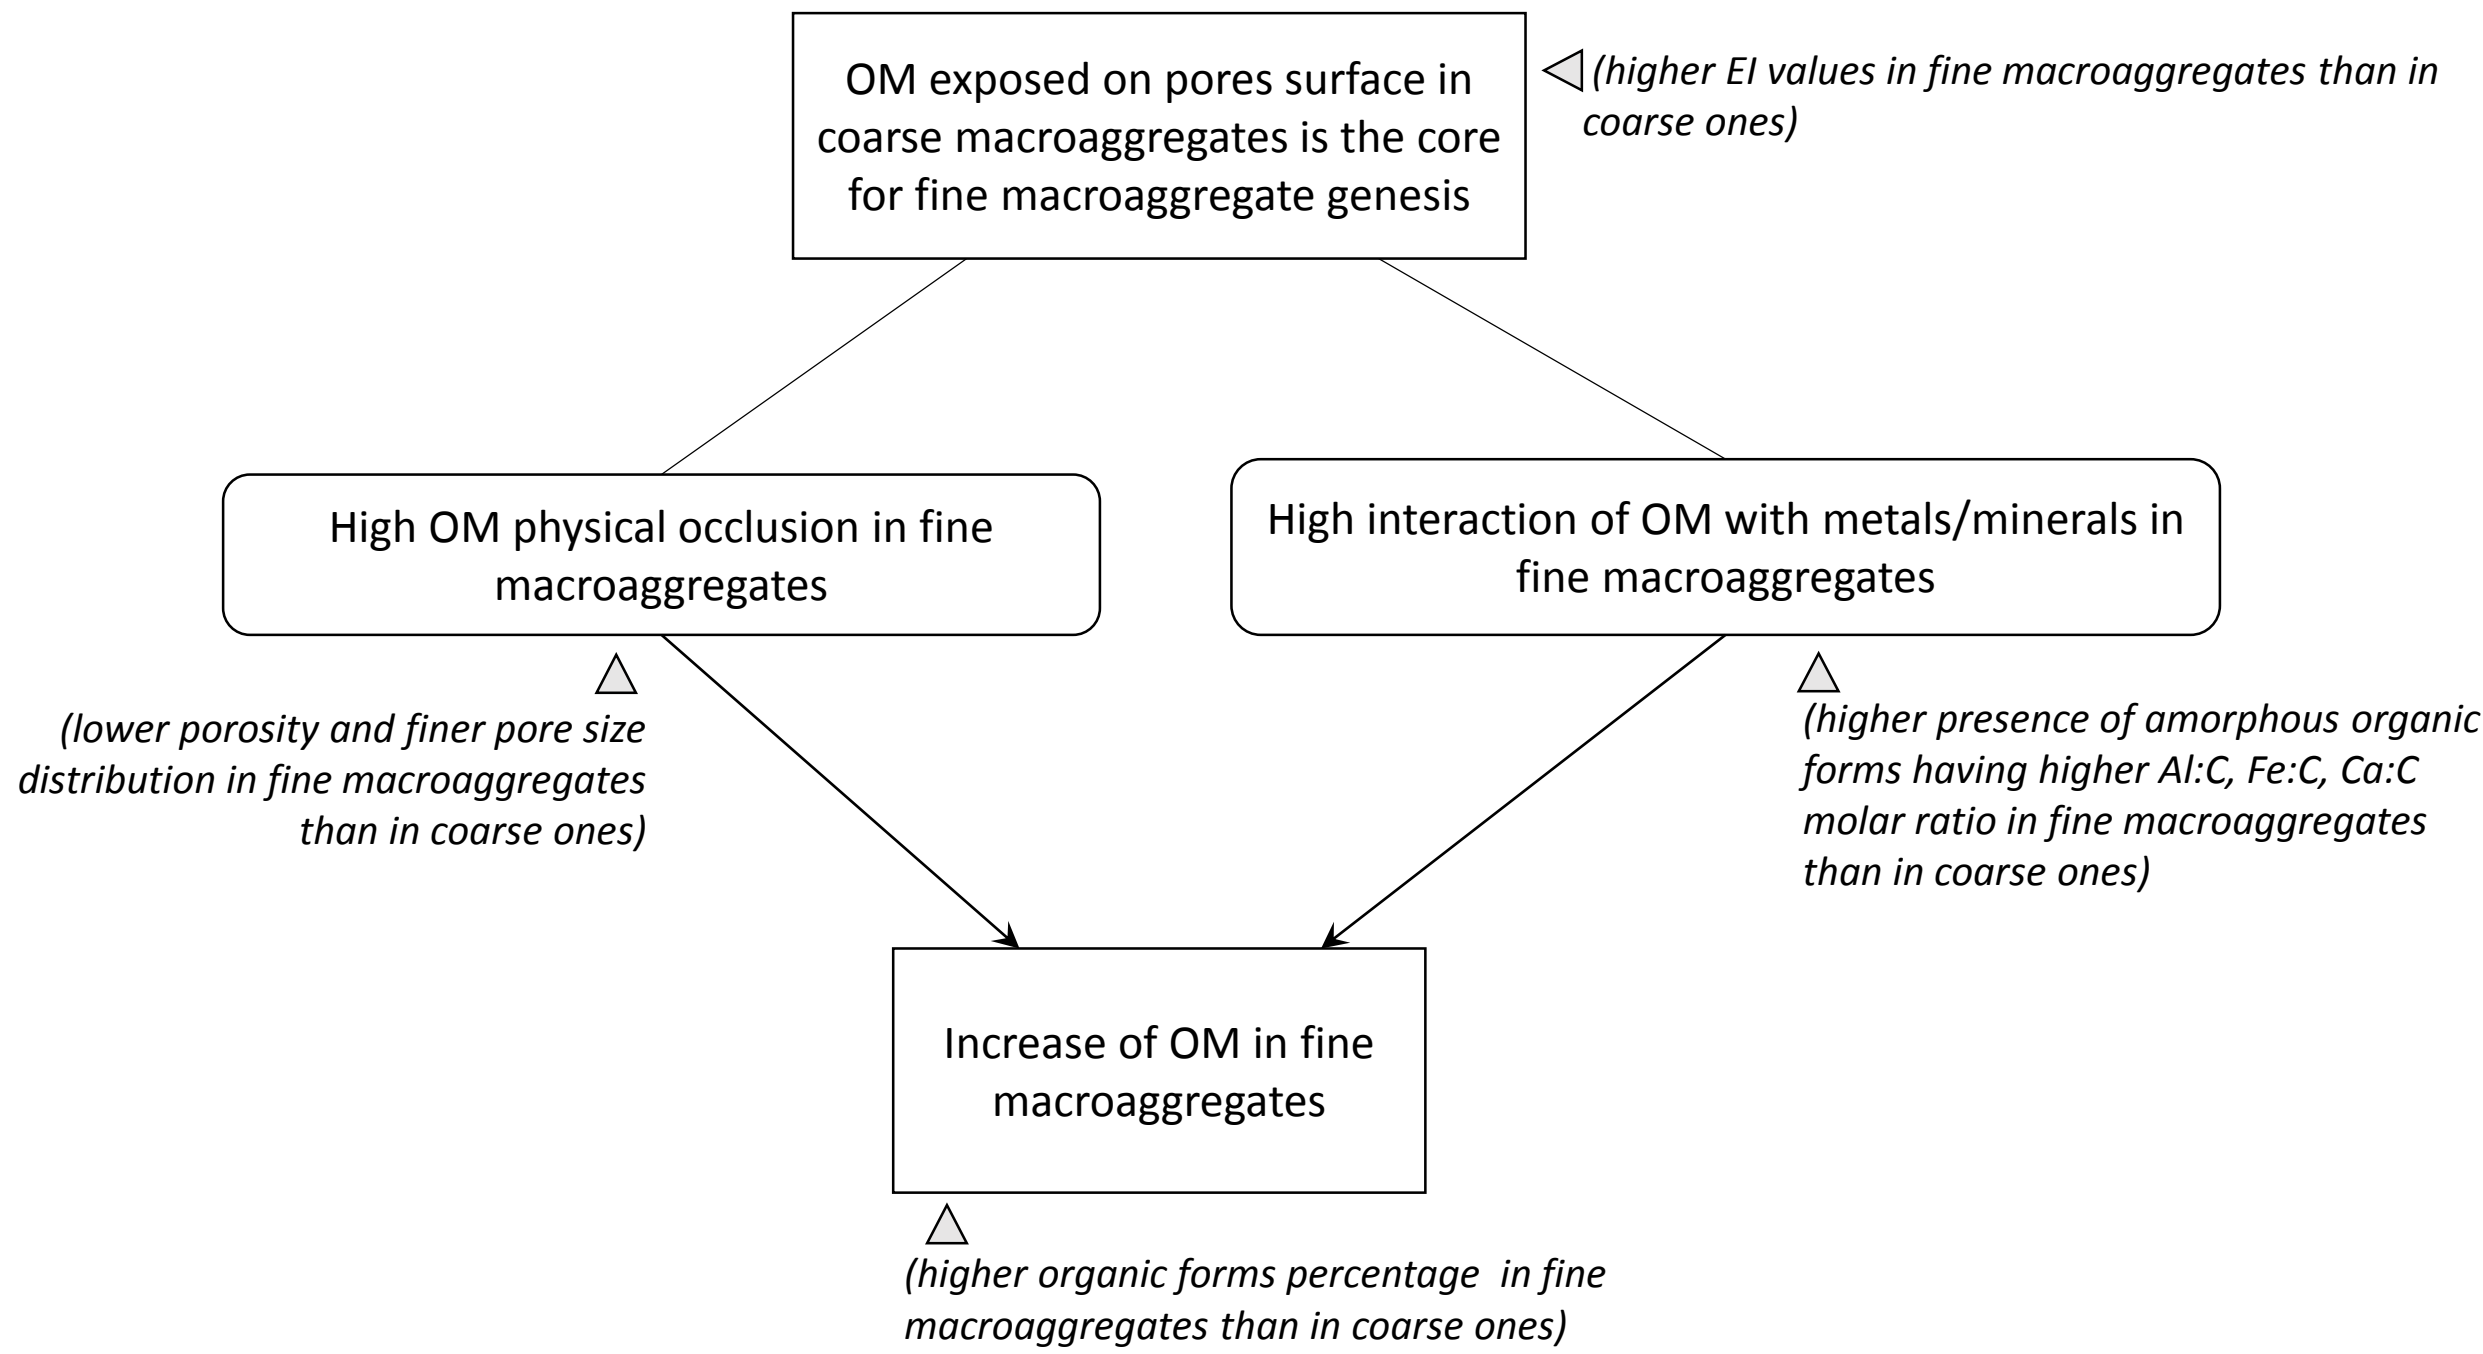 OM exposed on pores surface in
coarse macroaggregates is the core
for fine macroaggregate genesis
(higher EI values in fine macroaggregates than in
coarse ones)
High OM physical occlusion in fine
macroaggregates
High interaction of OM with metals/minerals in
fine macroaggregates
(lower porosity and finer pore size
distribution in fine macroaggregates
than in coarse ones)
(higher presence of amorphous organic
forms having higher Al:C, Fe:C, Ca:C
molar ratio in fine macroaggregates
than in coarse ones)
Increase of OM in fine
macroaggregates
(higher organic forms percentage  in fine
macroaggregates than in coarse ones)